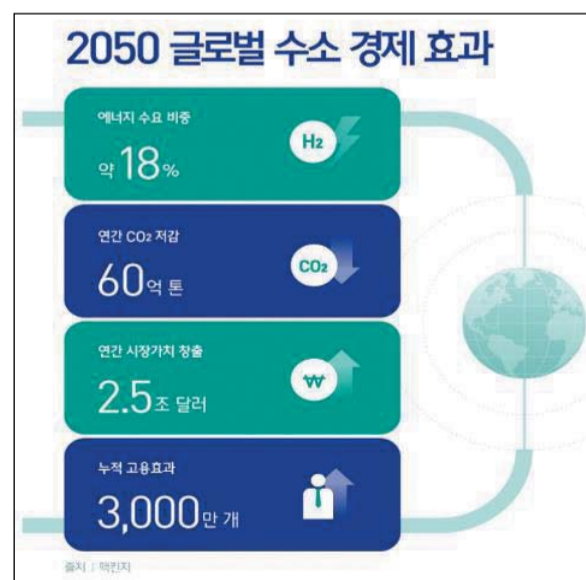 2050 글로벌 수소 경제 효과
에너지 수요 비중
약 18%
H2
연간 CO2 저감
60억 톤
CO2
연간 시장가치 창출
2.5조 달러
₩
누적 고용효과
3,000만 개
출처 / 맥킨지